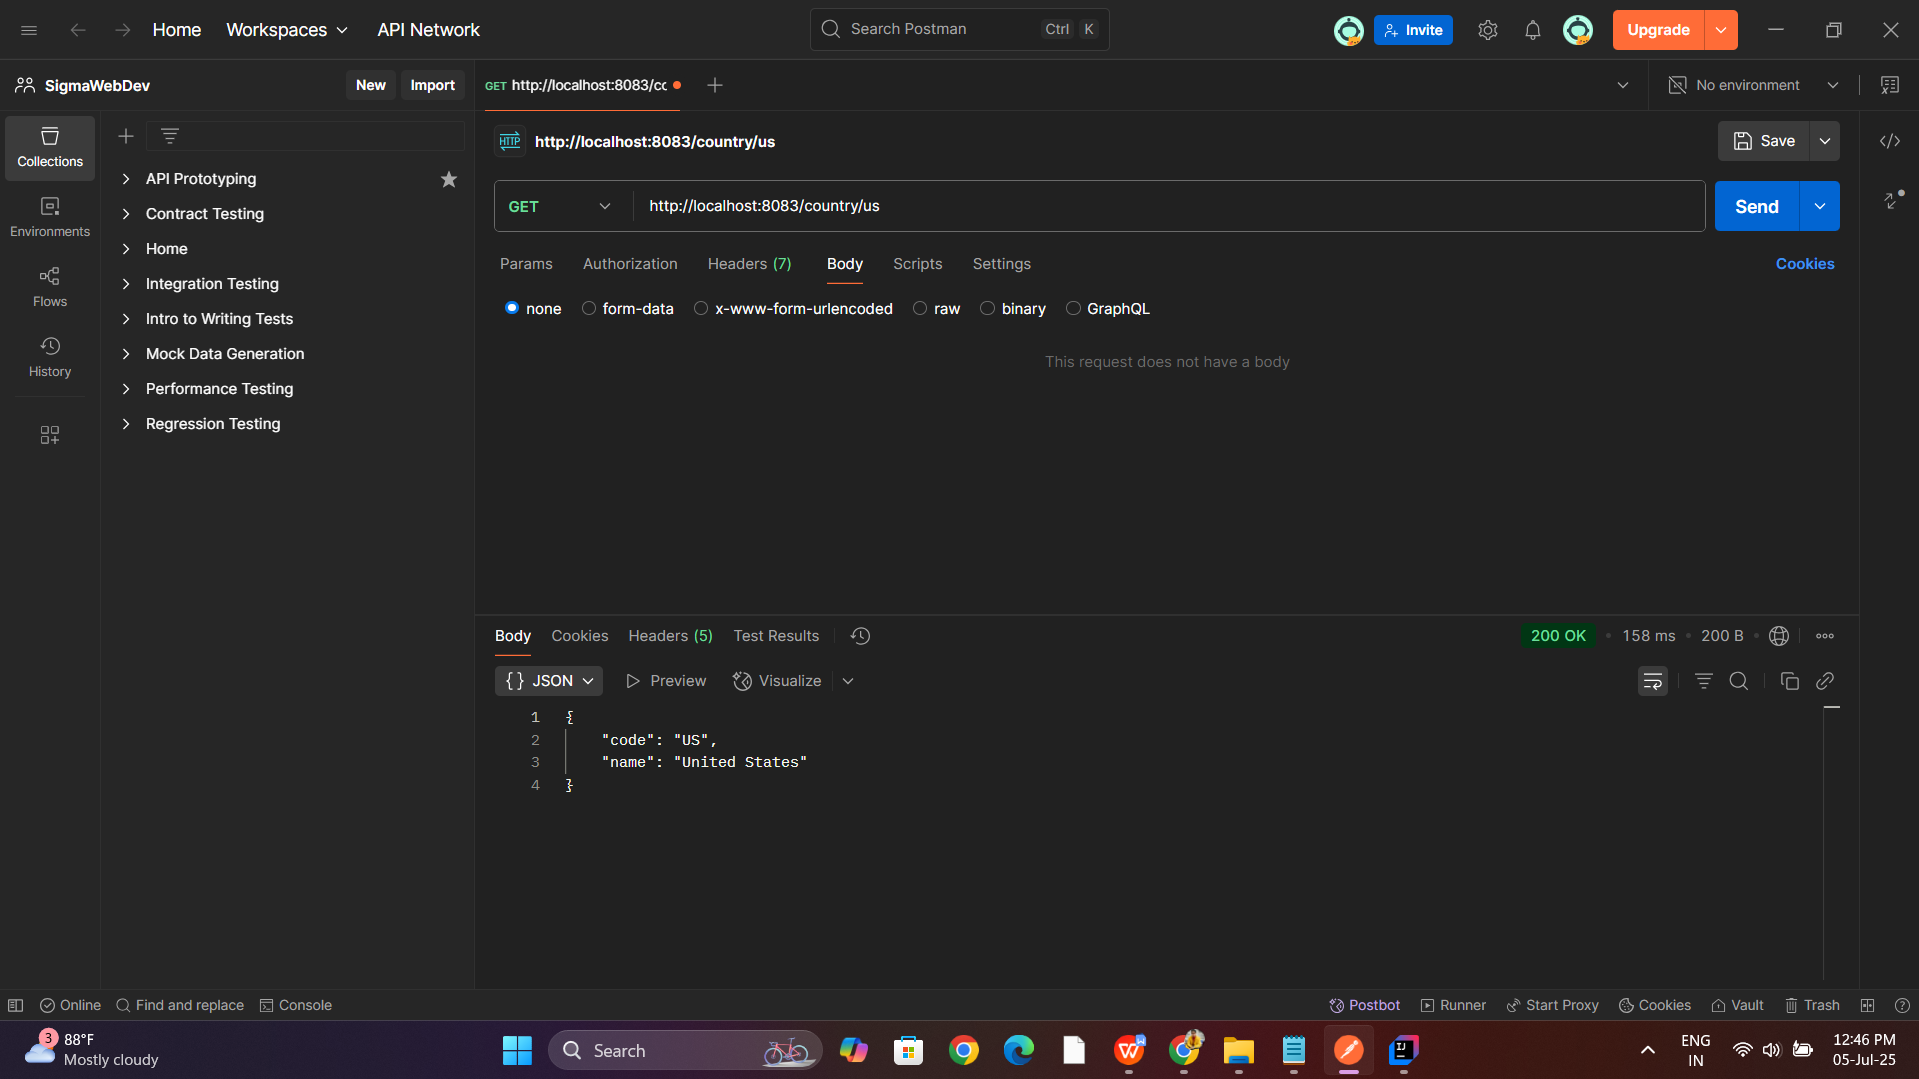 Home Workspaces API Network Search Postman Ctrl K Invite Upgrade
SigmaWebDev New Import GET http://localhost:8083/cc No environment
HTTP http://localhost:8083/country/us Save
Collections
API Prototyping
GET http://localhost:8083/country/us Send
Contract Testing
Environments
Home
Params Authorization Headers (7) Body Scripts Settings Cookies
Integration Testing
Flows
none form-data x-www-form-urlencoded raw binary GraphQL
Intro to Writing Tests
Mock Data Generation
This request does not have a body
History
Performance Testing
Regression Testing
Body Cookies Headers (5) Test Results 200 OK 158 ms 200 B
{} JSON Preview Visualize
1 {
2 "code": "US",
3 "name": "United States"
4 }
Online Find and replace Console Postbot Runner Start Proxy Cookies Vault Trash
3 88°F
Mostly cloudy
Search
ENG
IN
12:46 PM
05-Jul-25